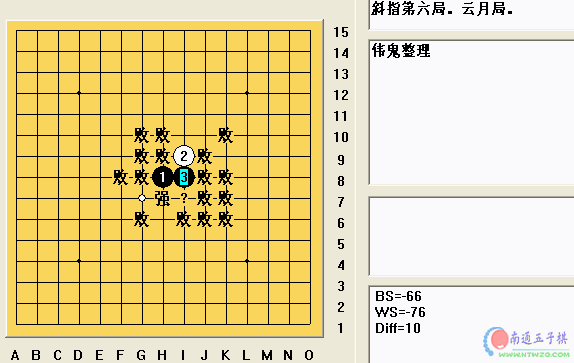 斜指第六局。云月局。
伟鬼整理
15
14
13
12
11
败 败 败 10
败 败 2 败 9
败 败 1 3 败 败 8
强 ? 败 败 7
败 败 败 败 6
5
4
3
2
1
A B C D E F G H I J K L M N O
BS=-66
WS=-76
Diff=10
南通五子棋
WWW.NTWZQ.COM